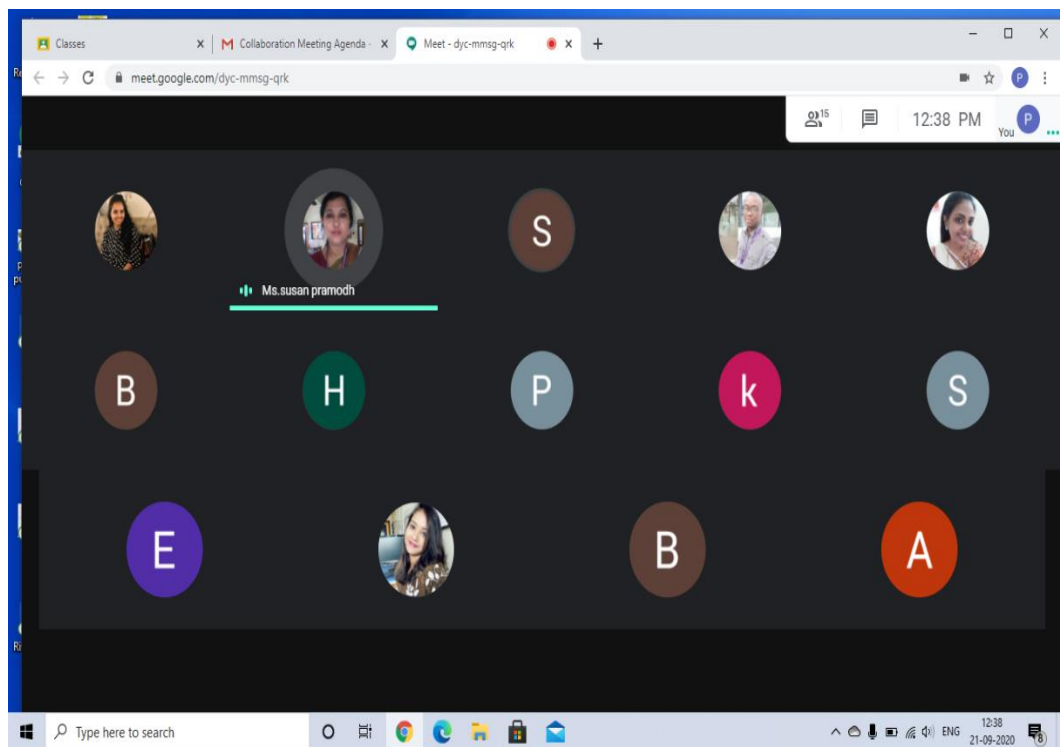 Classes
Collaboration Meeting Agenda -
Meet - dyc-mmsg-qrk
meet.google.com/dyc-mmsg-qrk
P
15
12:38 PM
You
P
S
Ms.susan pramodh
B
H
P
k
S
E
B
A
Type here to search
ENG
12:38
21-09-2020
8